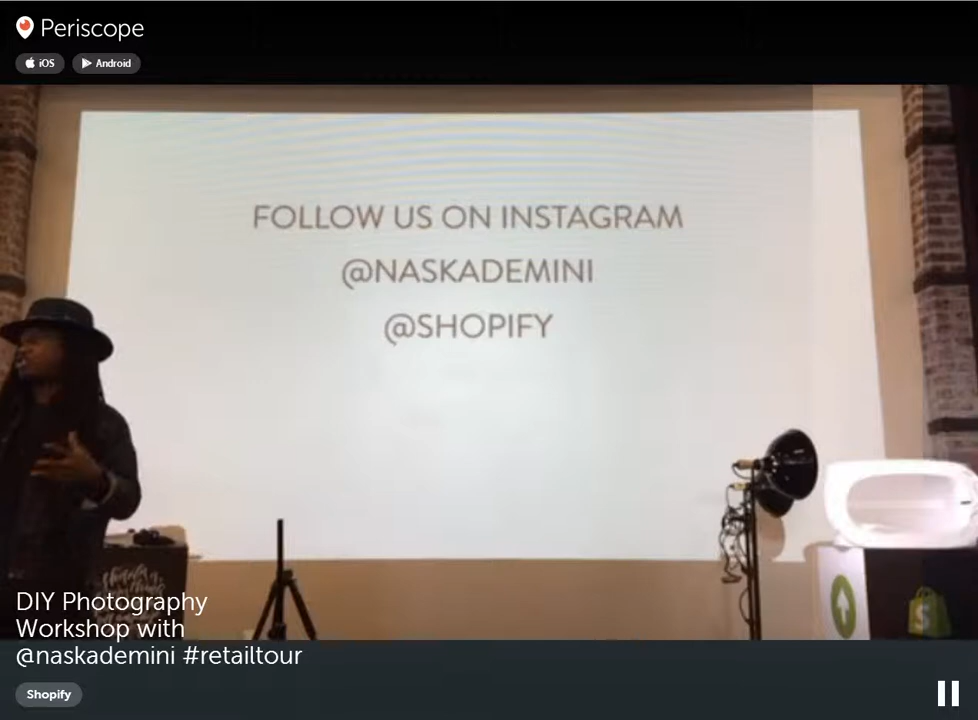 Periscope
iOS
Android
FOLLOW US ON INSTAGRAM
@NASKADEMINI
@SHOPIFY
DIY Photography
Workshop with
@naskademini #retailtour
Shopify